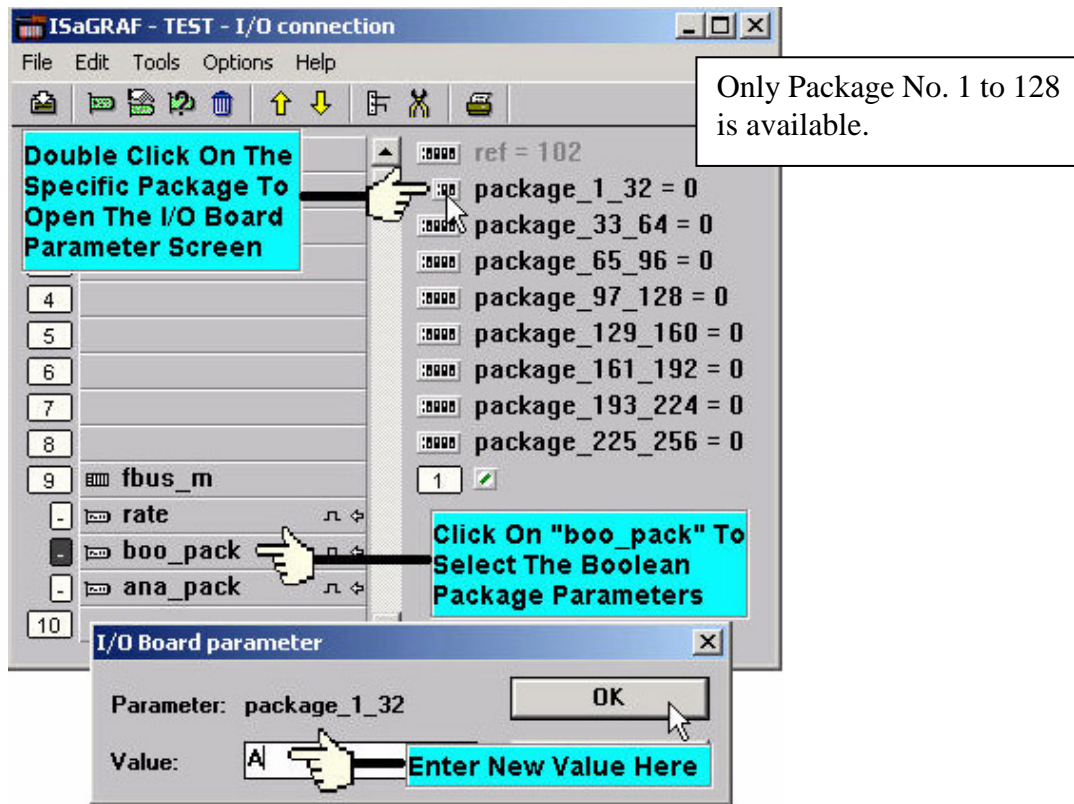 ISaGRAF - TEST - I/O connection
File Edit Tools Options Help
Only Package No. 1 to 128
is available.
Double Click On The
Specific Package To
Open The I/O Board
Parameter Screen
ref = 102
package_1_32 = 0
package_33_64 = 0
package_65_96 = 0
package_97_128 = 0
package_129_160 = 0
package_161_192 = 0
package_193_224 = 0
package_225_256 = 0
1
4
5
6
7
8
9 fbus_m
- rate
- boo_pack
- ana_pack
10
Click On "boo_pack" To
Select The Boolean
Package Parameters
I/O Board parameter
Parameter: package_1_32
OK
Value: A
Enter New Value Here